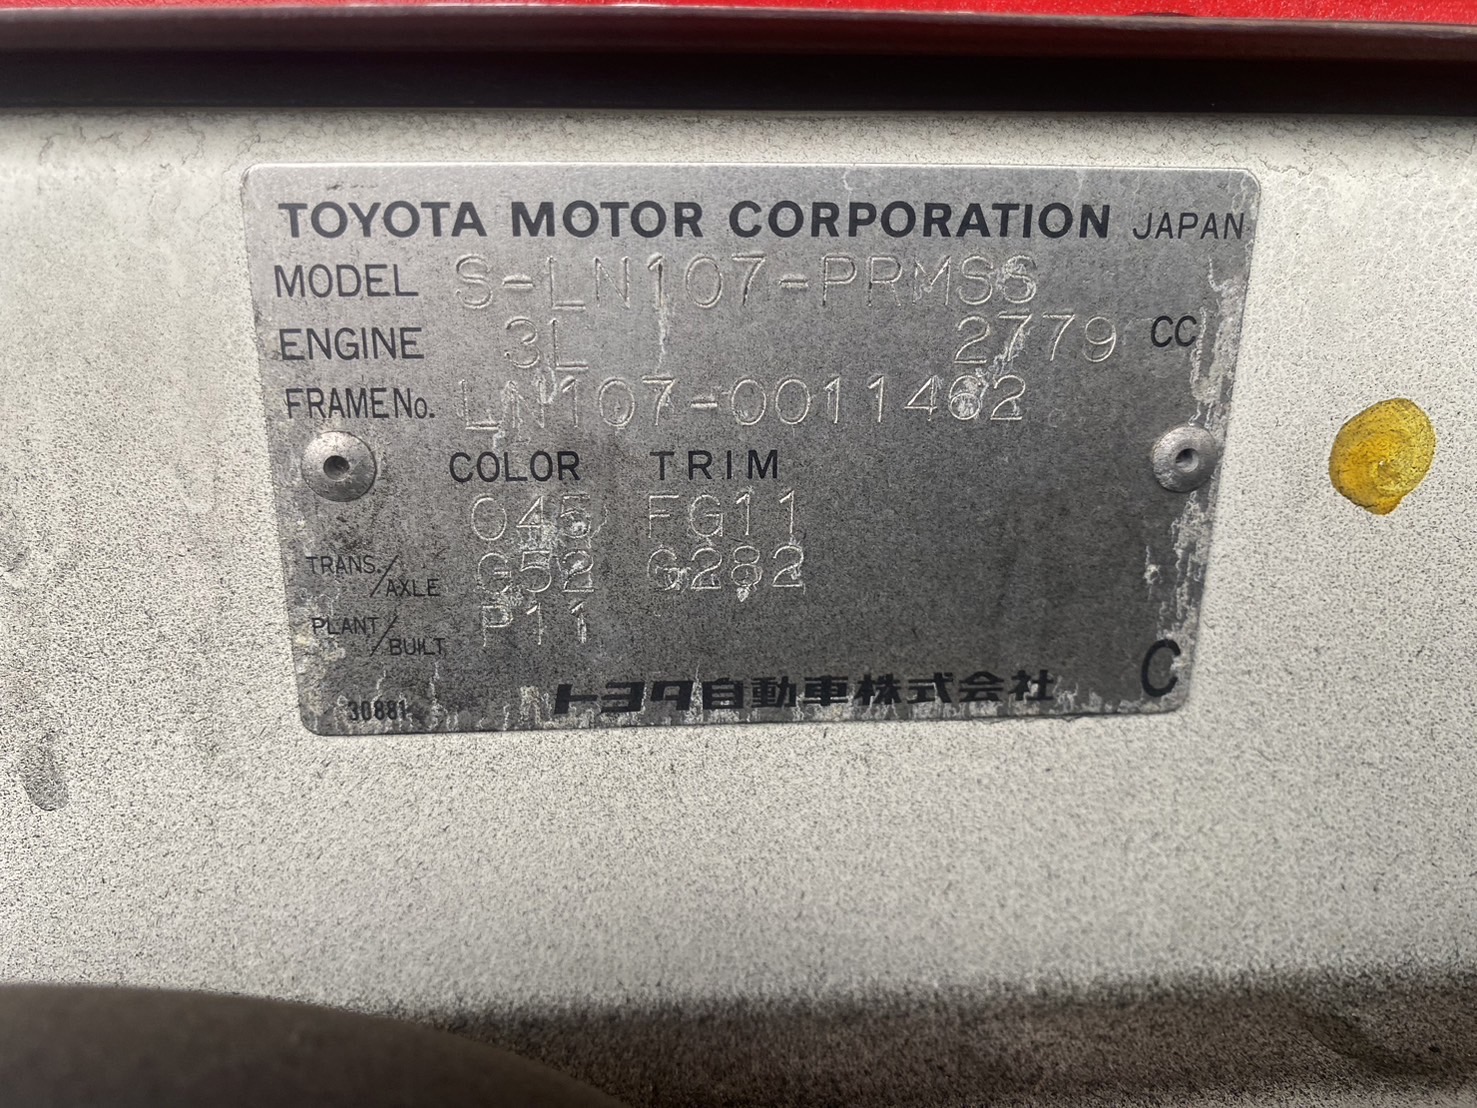 TOYOTA MOTOR CORPORATION JAPAN
MODEL S-LN107-PRMSS
ENGINE 3L 2779 CC
FRAME No. LN107-0011462
COLOR TRIM
045 FG11
TRANS./AXLE G52 G282
PLANT/BUILT P11
30881
トヨタ自動車株式会社 C